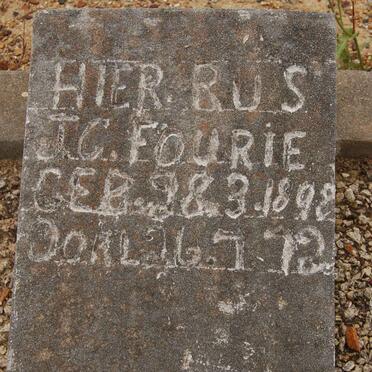 HIER. RUS
J.C. FOURIE
GEB. 28.3.1898
OORL 26.7.72